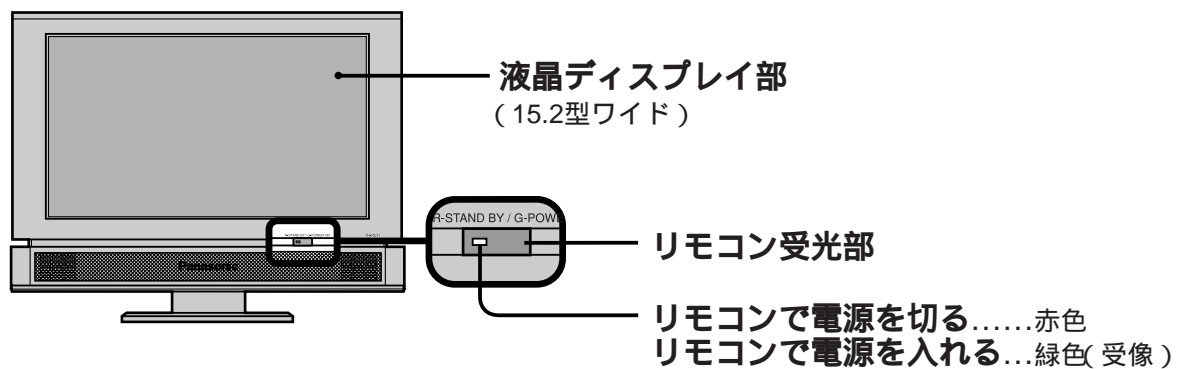 液晶ディスプレイ部
(15.2型ワイド)
R-STAND BY / G-POWE
リモコン受光部
Panasonic
リモコンで電源を切る……赤色
リモコンで電源を入れる…緑色(受像)